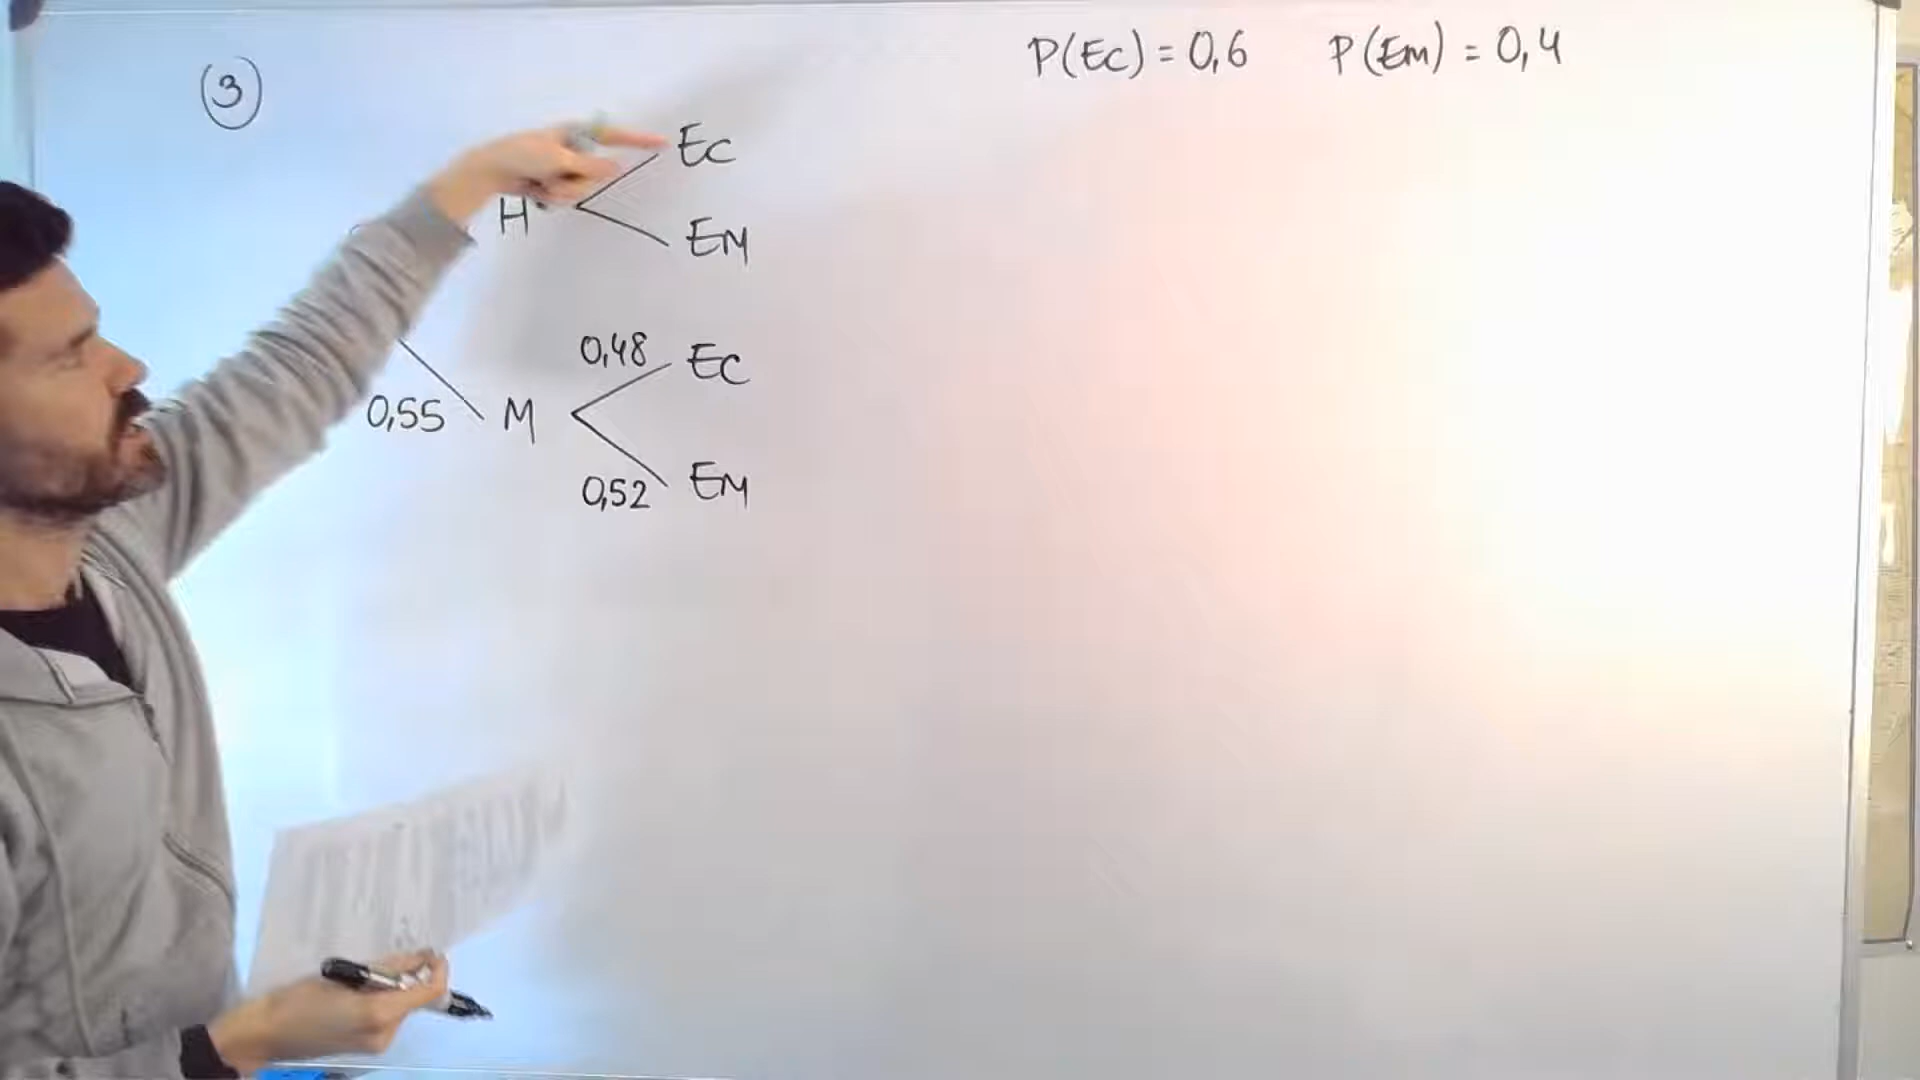 3
P(Ec) = 0,6 P(Em) = 0,4
Ec
H
Em
0,48 Ec
0,55 M
0,52 Em